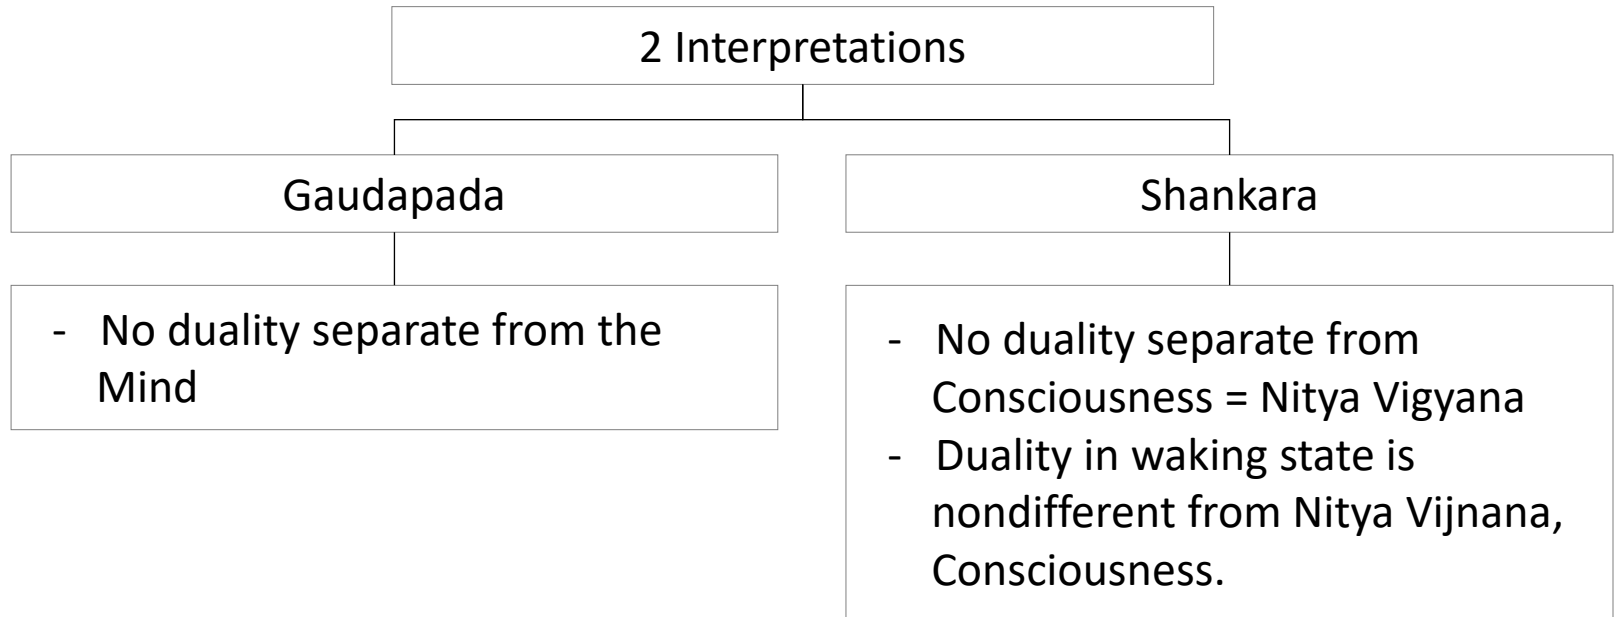 2 Interpretations
Gaudapada
Shankara
- No duality separate from the
Mind
- No duality separate from
Consciousness = Nitya Vigyana
- Duality in waking state is
nondifferent from Nitya Vijnana,
Consciousness.